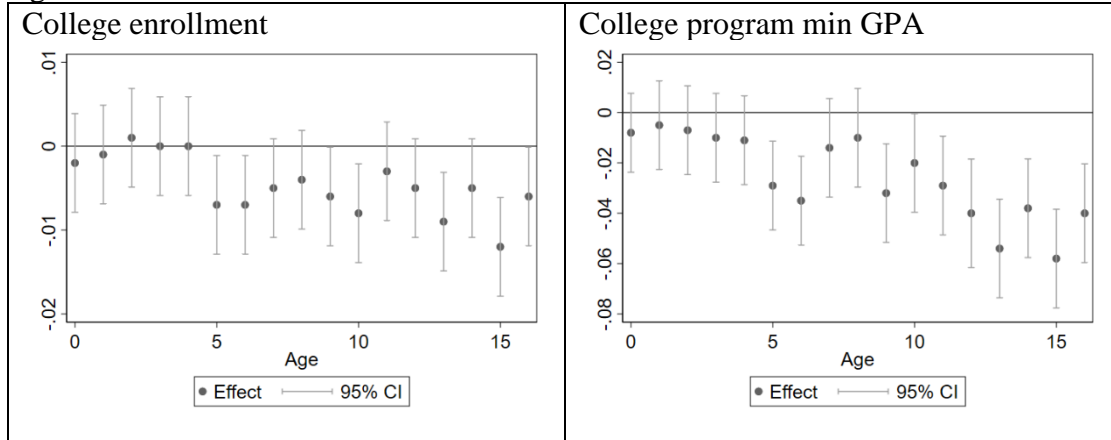 College enrollment
.01
0
-.01
-.02
0
5
10
15
Age
Effect
95% CI
College program min GPA
.02
0
-.02
-.04
-.06
-.08
0
5
10
15
Age
Effect
95% CI